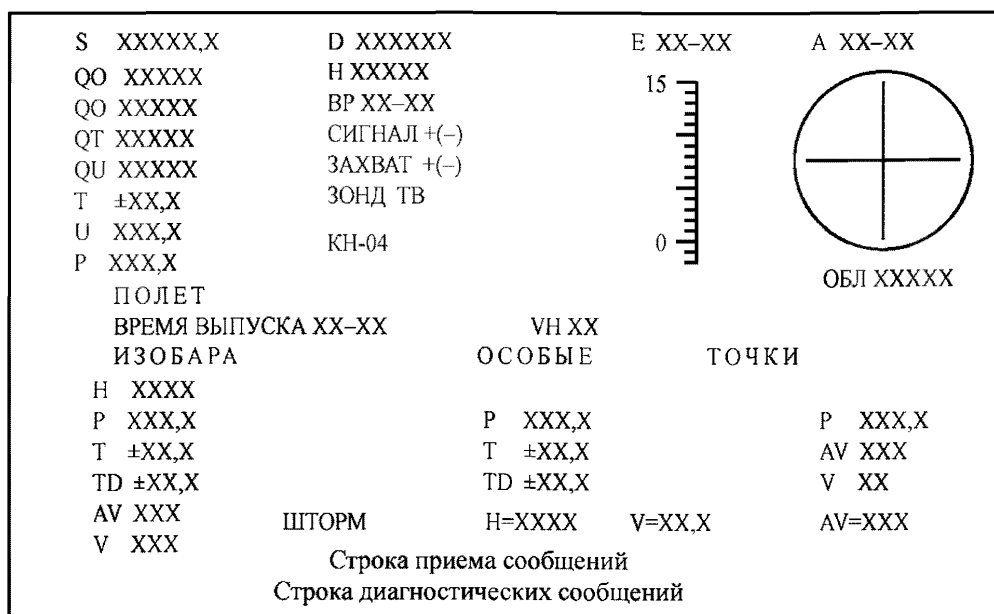 S XXXXX,X D XXXXXX E XX–XX A XX–XX
QO XXXXX H XXXXX
QO XXXXX ВР XX–XX 15
QT XXXXX СИГНАЛ +(–)
QU XXXXX ЗАХВАТ +(–)
T ±XX,X ЗОНД ТВ
U XXX,X КН-04 0
P XXX,X ОБЛ XXXXX
ПОЛЕТ
ВРЕМЯ ВЫПУСКА XX–XX VH XX
ИЗОБАРА ОСОБЫЕ ТОЧКИ
H XXXX
P XXX,X P XXX,X P XXX,X
T ±XX,X T ±XX,X AV XXX
TD ±XX,X TD ±XX,X V XX
AV XXX ШТОРМ H=XXXX V=XX,X AV=XXX
V XXX
Строка приема сообщений
Строка диагностических сообщений